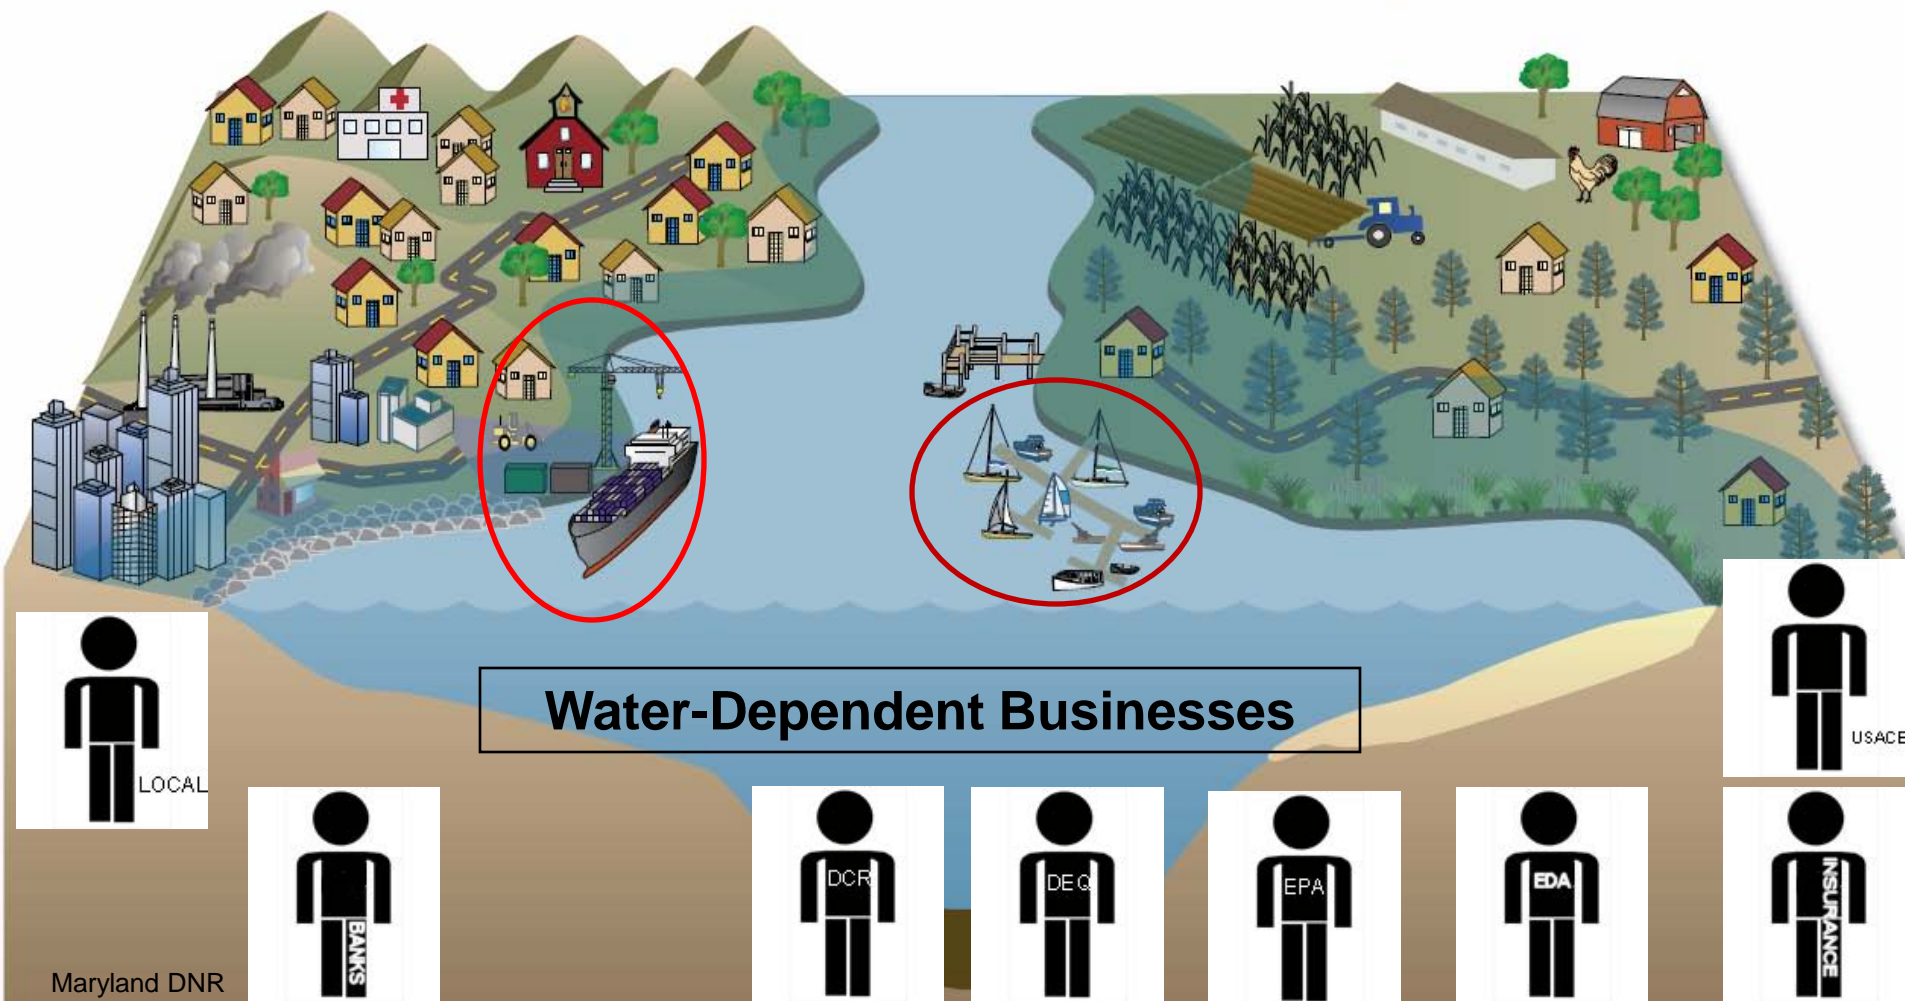 Water-Dependent Businesses
USACE
LOCAL
BANKS
DCR
DEQ
EPA
EDA
INSURANCE
Maryland DNR